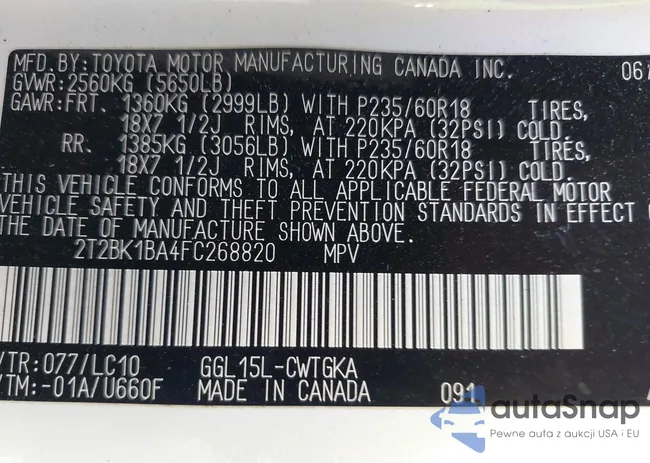 MFD. BY: TOYOTA MOTOR MANUFACTURING CANADA INC. 06/
GVWR: 2560KG (5650LB)
GAWR: FRT. 1360KG (2999LB) WITH P235/60R18 TIRES,
18X7 1/2J RIMS, AT 220KPA (32PSI) COLD.
RR. 1385KG (3056LB) WITH P235/60R18 TIRES,
18X7 1/2J RIMS, AT 220KPA (32PSI) COLD.
THIS VEHICLE CONFORMS TO ALL APPLICABLE FEDERAL MOTOR
VEHICLE SAFETY AND THEFT PREVENTION STANDARDS IN EFFECT
THE DATE OF MANUFACTURE SHOWN ABOVE.
2T2BK1BA4FC268820 MPV
/TR: 077/LC10 GGL15L-CWTGKA
/TM: -01A/U660F MADE IN CANADA 091
autoSnap
Pewne auta z aukcji USA i EU